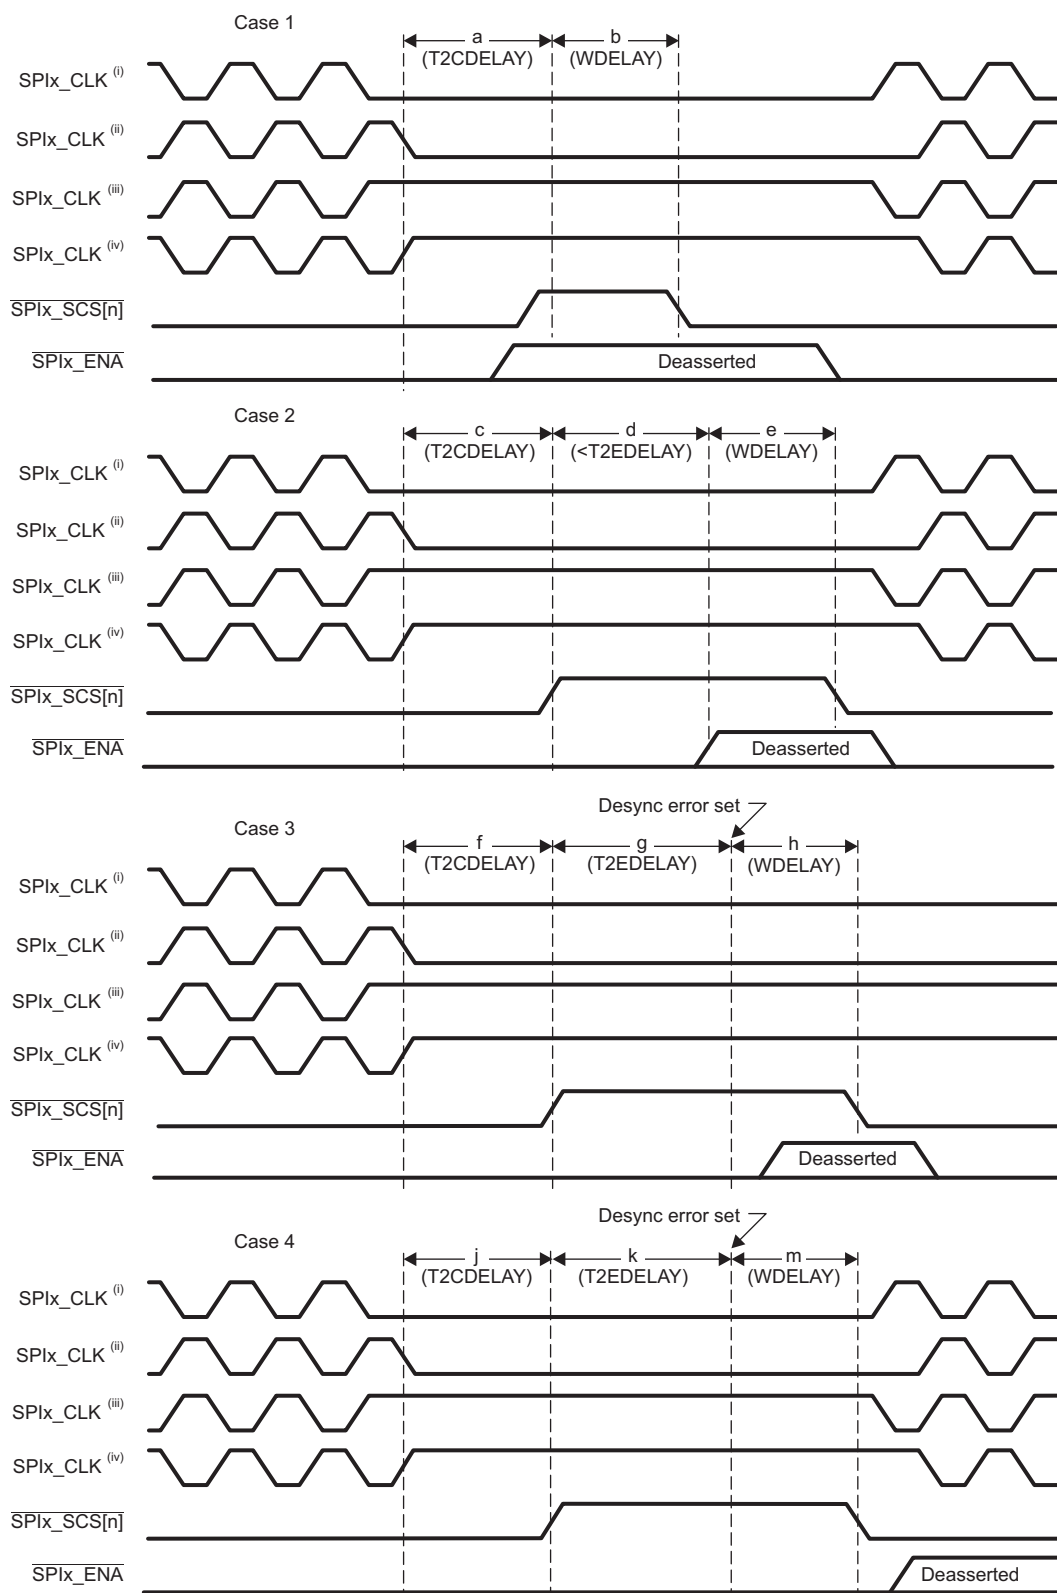 Case 1
a
(T2CDELAY)
b
(WDELAY)
SPIx_CLK (i)
SPIx_CLK (ii)
SPIx_CLK (iii)
SPIx_CLK (iv)
SPIx_SCS[n]
SPIx_ENA
Deasserted
Case 2
c
(T2CDELAY)
d
(<T2EDELAY)
e
(WDELAY)
SPIx_CLK (i)
SPIx_CLK (ii)
SPIx_CLK (iii)
SPIx_CLK (iv)
SPIx_SCS[n]
SPIx_ENA
Deasserted
Desync error set
Case 3
f
(T2CDELAY)
g
(T2EDELAY)
h
(WDELAY)
SPIx_CLK (i)
SPIx_CLK (ii)
SPIx_CLK (iii)
SPIx_CLK (iv)
SPIx_SCS[n]
SPIx_ENA
Deasserted
Desync error set
Case 4
j
(T2CDELAY)
k
(T2EDELAY)
m
(WDELAY)
SPIx_CLK (i)
SPIx_CLK (ii)
SPIx_CLK (iii)
SPIx_CLK (iv)
SPIx_SCS[n]
SPIx_ENA
Deasserted